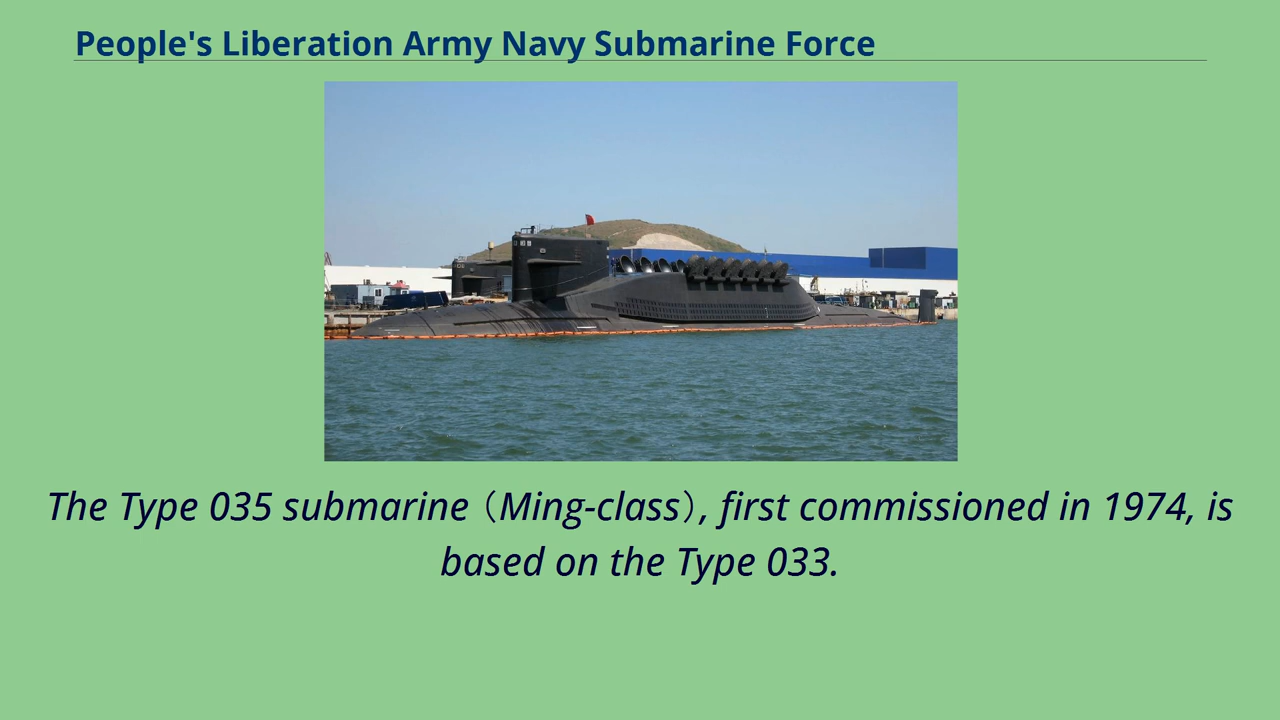 People's Liberation Army Navy Submarine Force
The Type 035 submarine（Ming-class）, first commissioned in 1974, is
based on the Type 033.